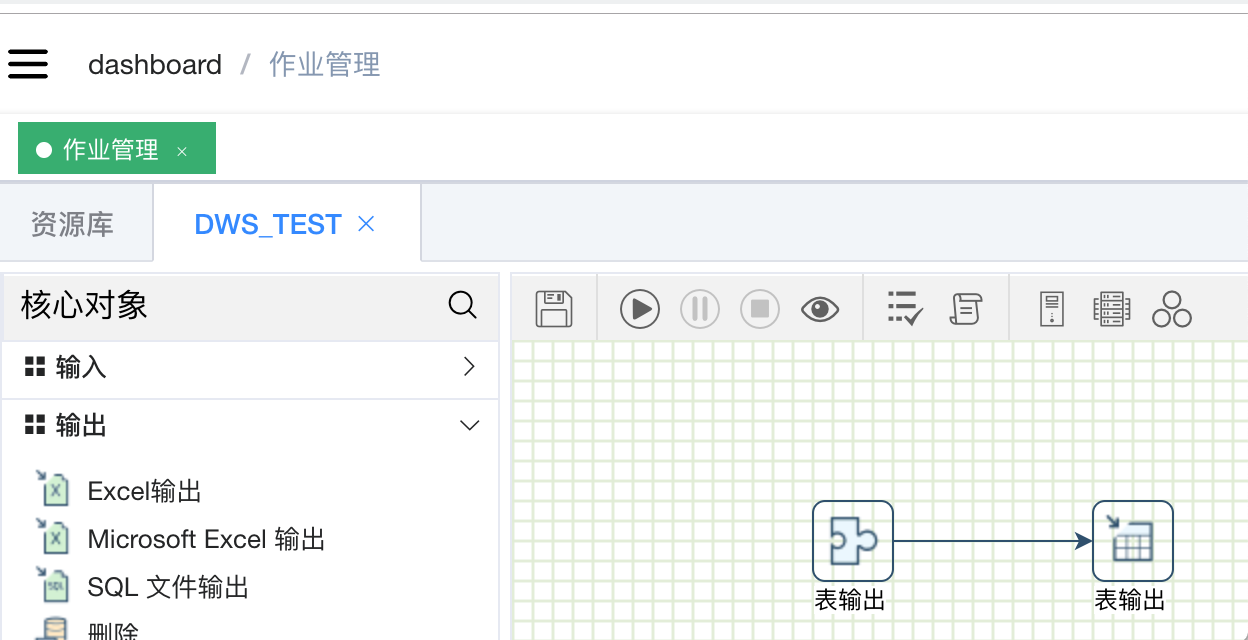 dashboard / 作业管理
作业管理 ×
资源库 DWS_TEST ×
核心对象
输入
输出
Excel输出
Microsoft Excel 输出
SQL 文件输出
删除
表输出 表输出